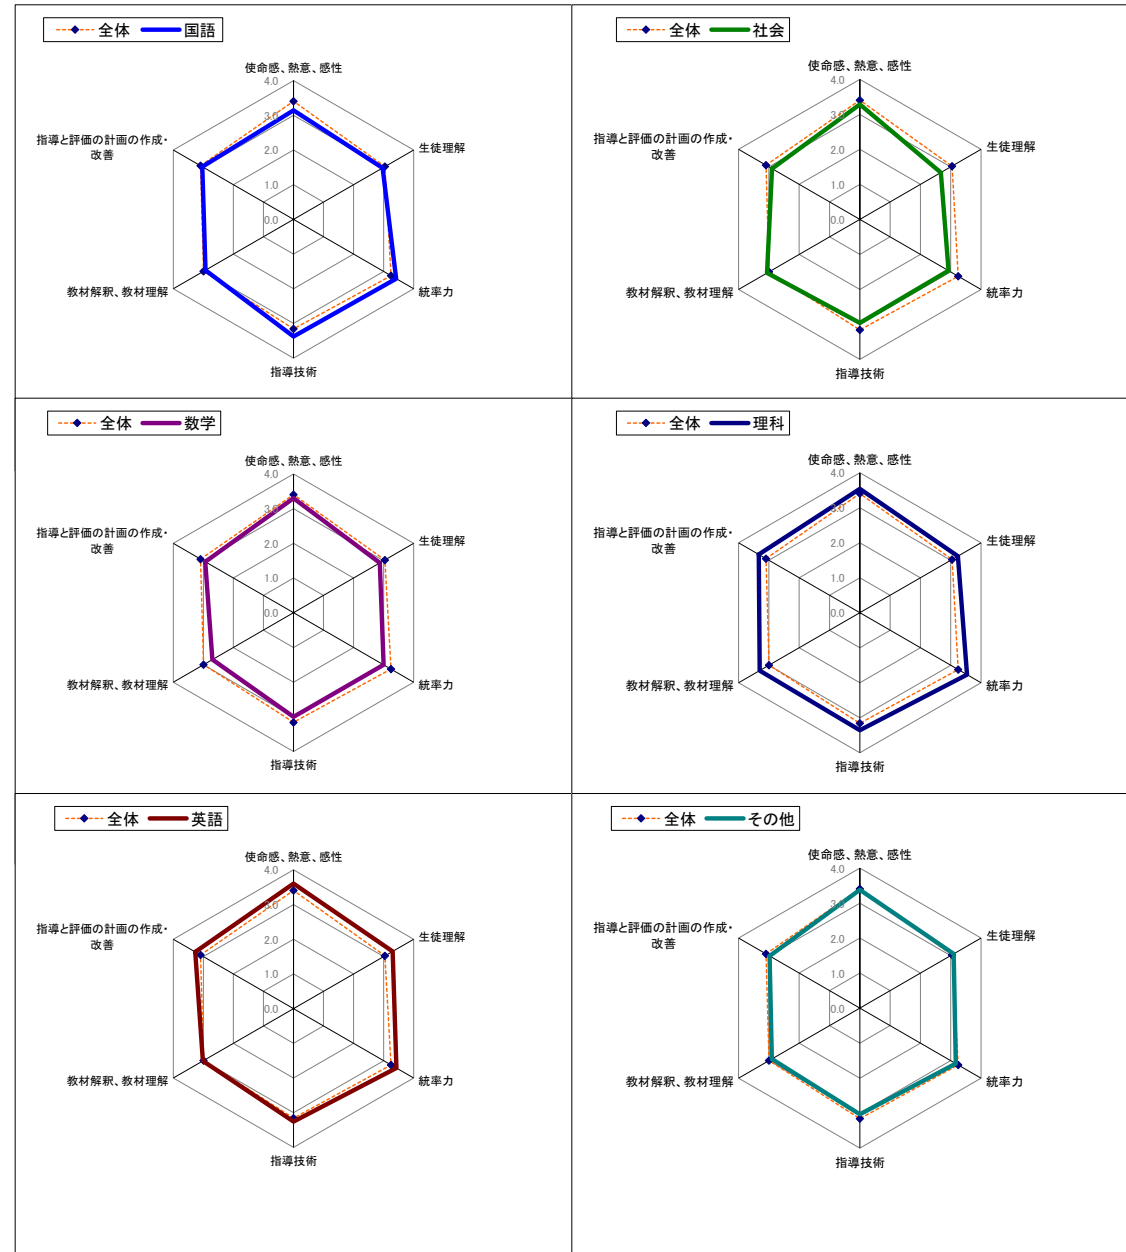 全体 国語
使命感、熱意、感性
4.0
3.0
指導と評価の計画の作成・
改善
生徒理解
2.0
1.0
0.0
教材解釈、教材理解
統率力
指導技術
全体 社会
使命感、熱意、感性
4.0
3.0
指導と評価の計画の作成・
改善
生徒理解
2.0
1.0
0.0
教材解釈、教材理解
統率力
指導技術
全体 数学
使命感、熱意、感性
4.0
3.0
指導と評価の計画の作成・
改善
生徒理解
2.0
1.0
0.0
教材解釈、教材理解
統率力
指導技術
全体 理科
使命感、熱意、感性
4.0
3.0
指導と評価の計画の作成・
改善
生徒理解
2.0
1.0
0.0
教材解釈、教材理解
統率力
指導技術
全体 英語
使命感、熱意、感性
4.0
3.0
指導と評価の計画の作成・
改善
生徒理解
2.0
1.0
0.0
教材解釈、教材理解
統率力
指導技術
全体 その他
使命感、熱意、感性
4.0
3.0
指導と評価の計画の作成・
改善
生徒理解
2.0
1.0
0.0
教材解釈、教材理解
統率力
指導技術